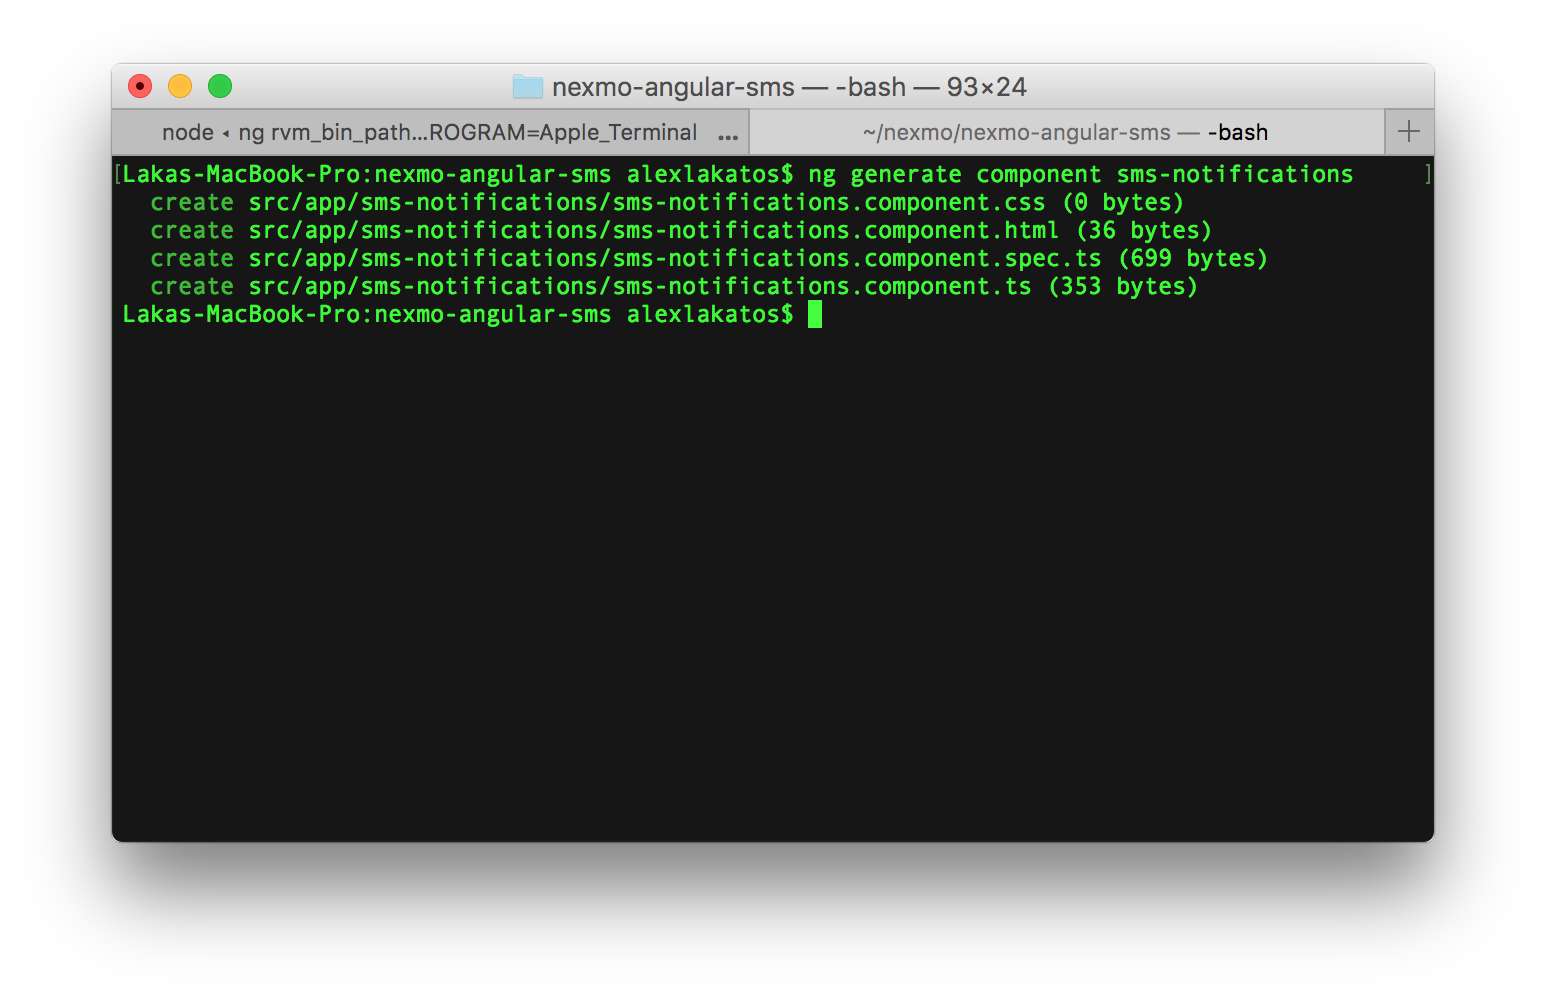 nexmo-angular-sms — -bash — 93×24
node ◂ ng rvm_bin_path...ROGRAM=Apple_Terminal ...
~/nexmo/nexmo-angular-sms — -bash +
[Lakas-MacBook-Pro:nexmo-angular-sms alexlakatos$ ng generate component sms-notifications ]
create src/app/sms-notifications/sms-notifications.component.css (0 bytes)
create src/app/sms-notifications/sms-notifications.component.html (36 bytes)
create src/app/sms-notifications/sms-notifications.component.spec.ts (699 bytes)
create src/app/sms-notifications/sms-notifications.component.ts (353 bytes)
Lakas-MacBook-Pro:nexmo-angular-sms alexlakatos$